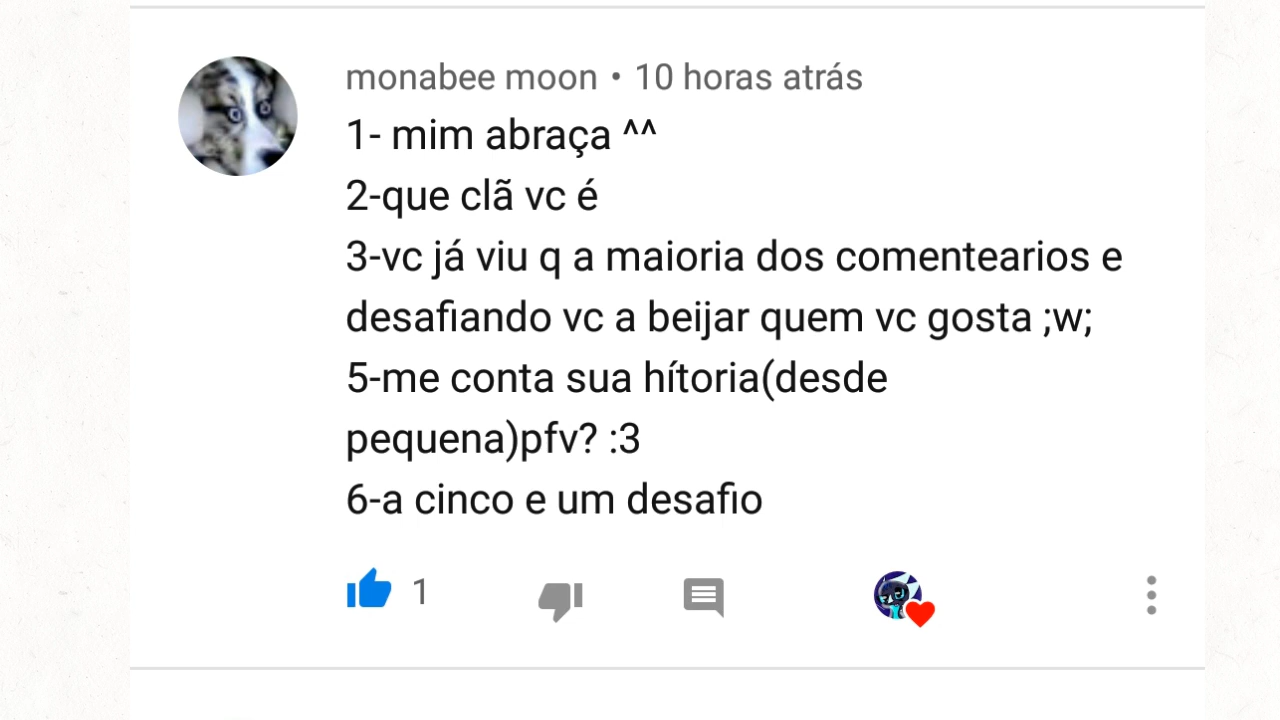 monabee moon • 10 horas atrás
1- mim abraça ^^
2-que clã vc é
3-vc já viu q a maioria dos comentearios e
desafiando vc a beijar quem vc gosta ;w;
5-me conta sua hítoria(desde
pequena)pfv? :3
6-a cinco e um desafio
1